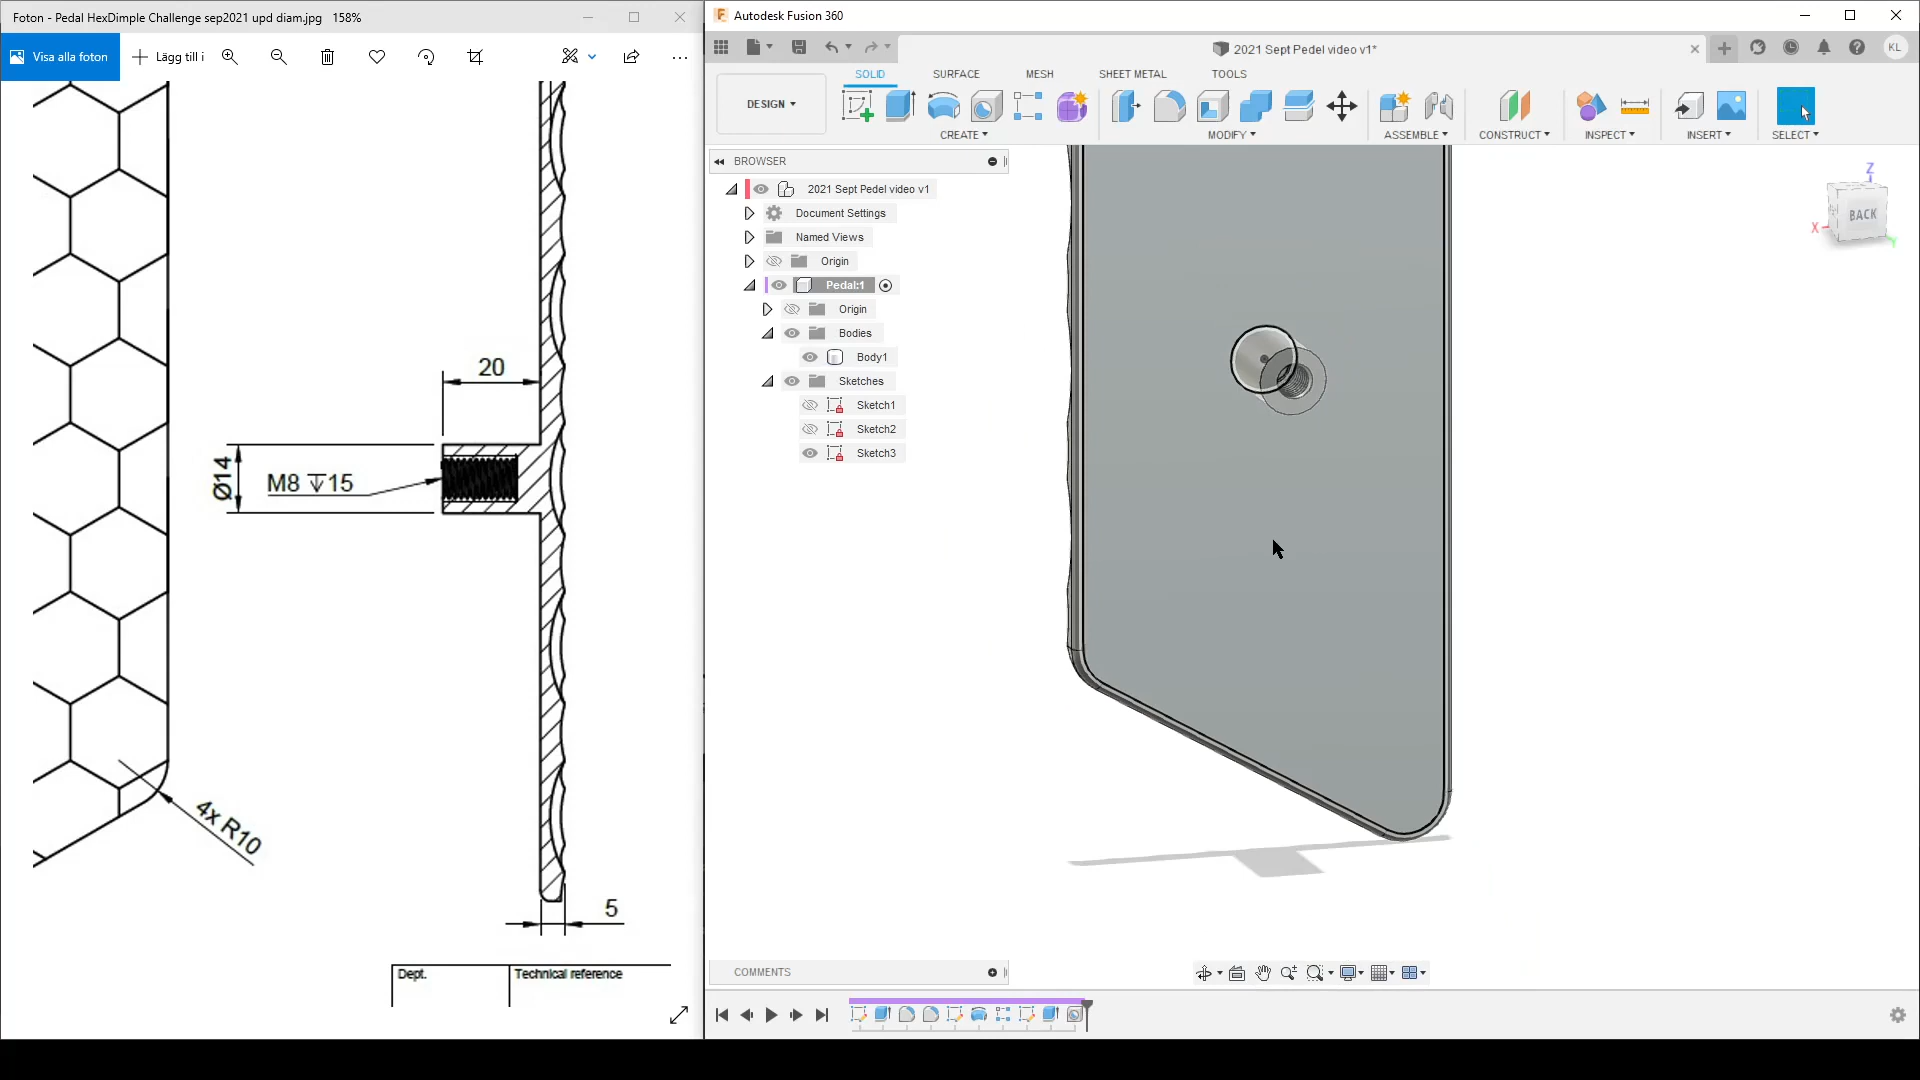 Foton - Pedal HexDimple Challenge sep2021 upd diam.jpg   158%
Visa alla foton
Lägg till i
20
Ø14
M8 ↧15
4x R10
5
Dept.
Technical reference
Autodesk Fusion 360
2021 Sept Pedel video v1*
KL
DESIGN
SOLID
SURFACE
MESH
SHEET METAL
TOOLS
CREATE
MODIFY
ASSEMBLE
CONSTRUCT
INSPECT
INSERT
SELECT
BROWSER
2021 Sept Pedel video v1
Document Settings
Named Views
Origin
Pedal:1
Origin
Bodies
Body1
Sketches
Sketch1
Sketch2
Sketch3
Z
BACK
X
Y
COMMENTS